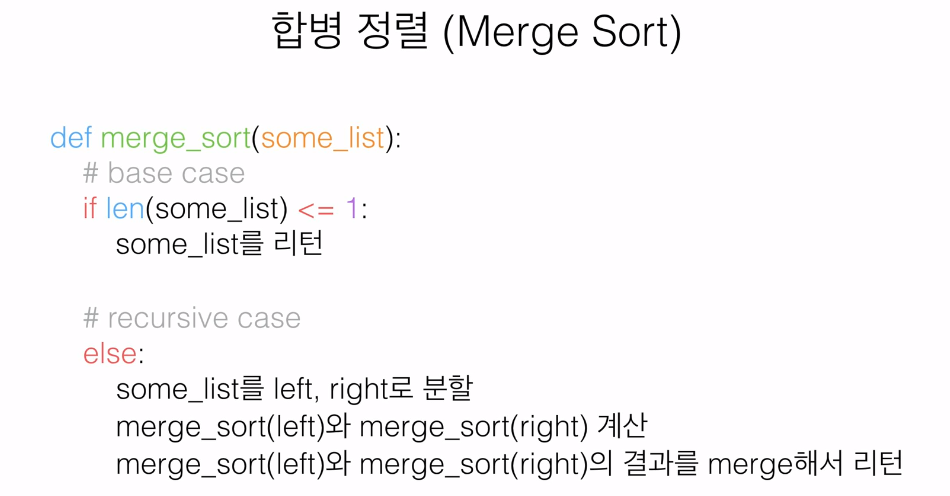 합병 정렬 (Merge Sort)
def merge_sort(some_list):
# base case
if len(some_list) <= 1:
some_list를 리턴
# recursive case
else:
some_list를 left, right로 분할
merge_sort(left)와 merge_sort(right) 계산
merge_sort(left)와 merge_sort(right)의 결과를 merge해서 리턴